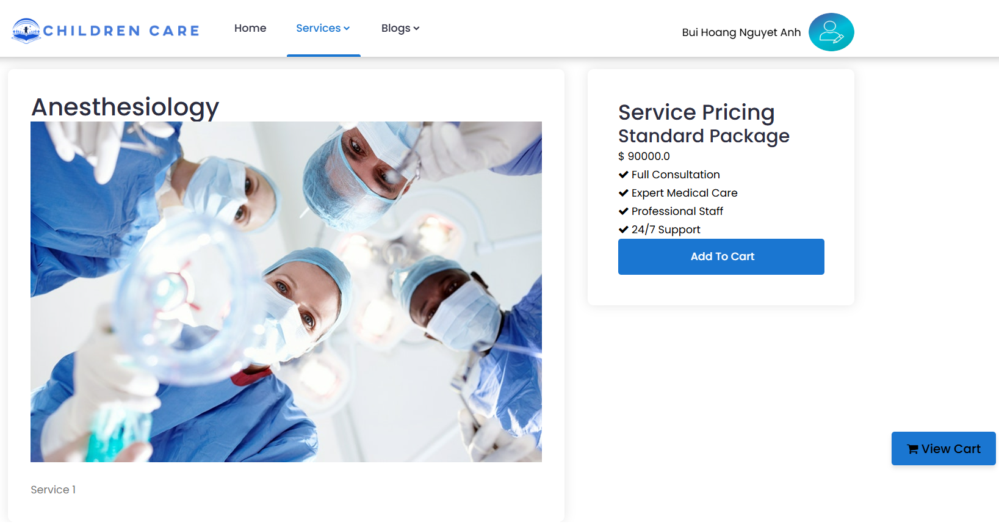 CHILDREN CARE
Home
Services
Blogs
Bui Hoang Nguyet Anh
Anesthesiology
Service 1
Service Pricing
Standard Package
$ 90000.0
Full Consultation
Expert Medical Care
Professional Staff
24/7 Support
Add To Cart
View Cart